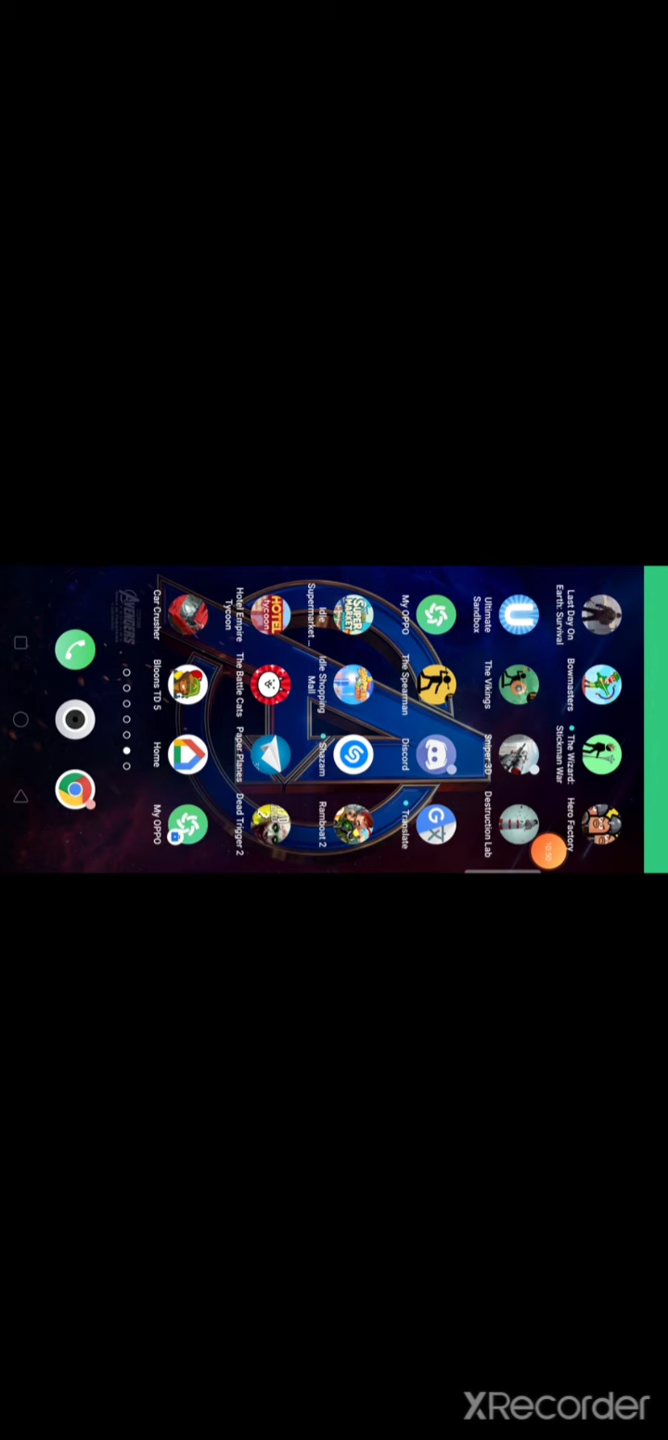 Last Day On
Earth: Survival
Bowmasters
The Wizard:
Stickman War
Hero Factory
Ultimate
Sandbox
The Vikings
Sniper 3D
Destruction Lab
My OPPO
The Spearman
Discord
Translate
Idle
Supermarket ...
Idle Shopping
Mall
Shazam
Ramboat 2
Hotel Empire
Tycoon
The Battle Cats
Paper Planes
Dead Trigger 2
Car Crusher
Bloons TD 5
Home
My OPPO
AVENGERS
XRecorder